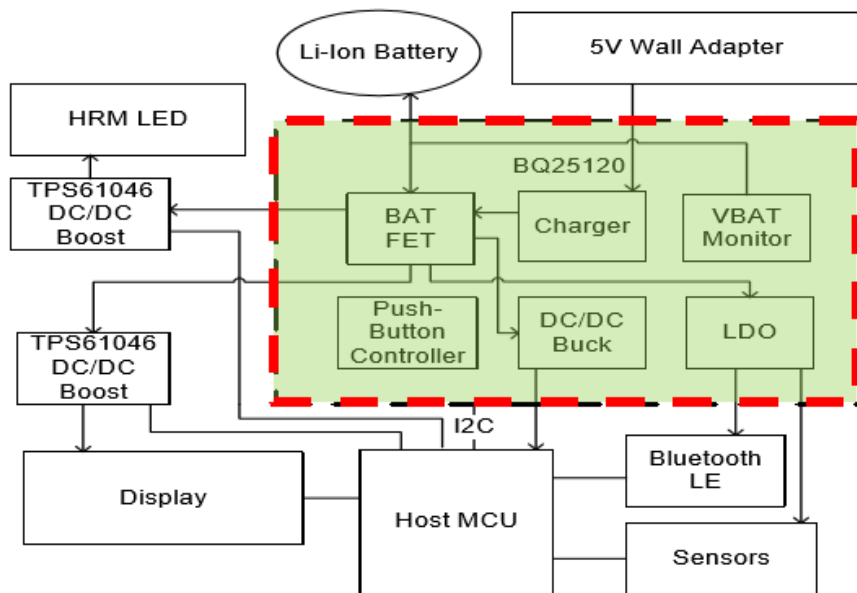 Li-Ion Battery
5V Wall Adapter
HRM LED
BQ25120
TPS61046
DC/DC
Boost
BAT
FET
Charger
VBAT
Monitor
TPS61046
DC/DC
Boost
Push-
Button
Controller
DC/DC
Buck
LDO
I2C
Display
Host MCU
Bluetooth
LE
Sensors